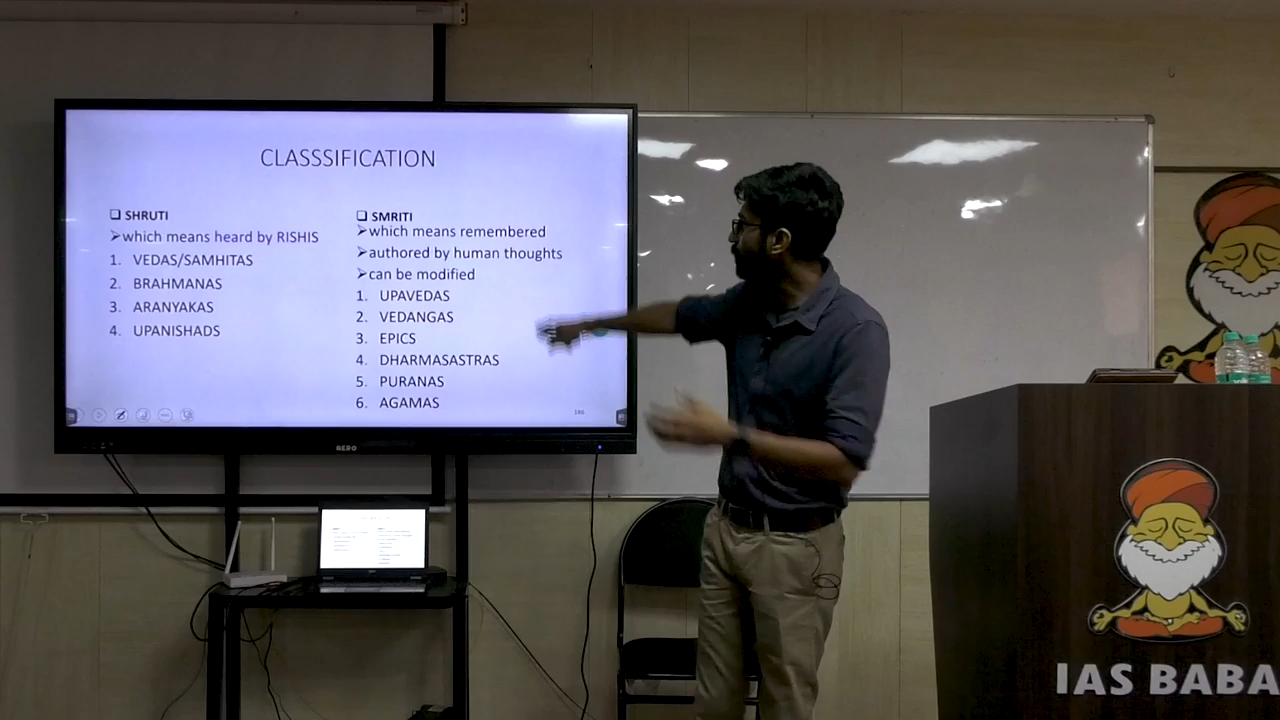 CLASSSIFICATION
❑ SHRUTI
➢which means heard by RISHIS
1. VEDAS/SAMHITAS
2. BRAHMANAS
3. ARANYAKAS
4. UPANISHADS
❑ SMRITI
➢which means remembered
➢authored by human thoughts
➢can be modified
1. UPAVEDAS
2. VEDANGAS
3. EPICS
4. DHARMASASTRAS
5. PURANAS
6. AGAMAS
186
IAS BABA